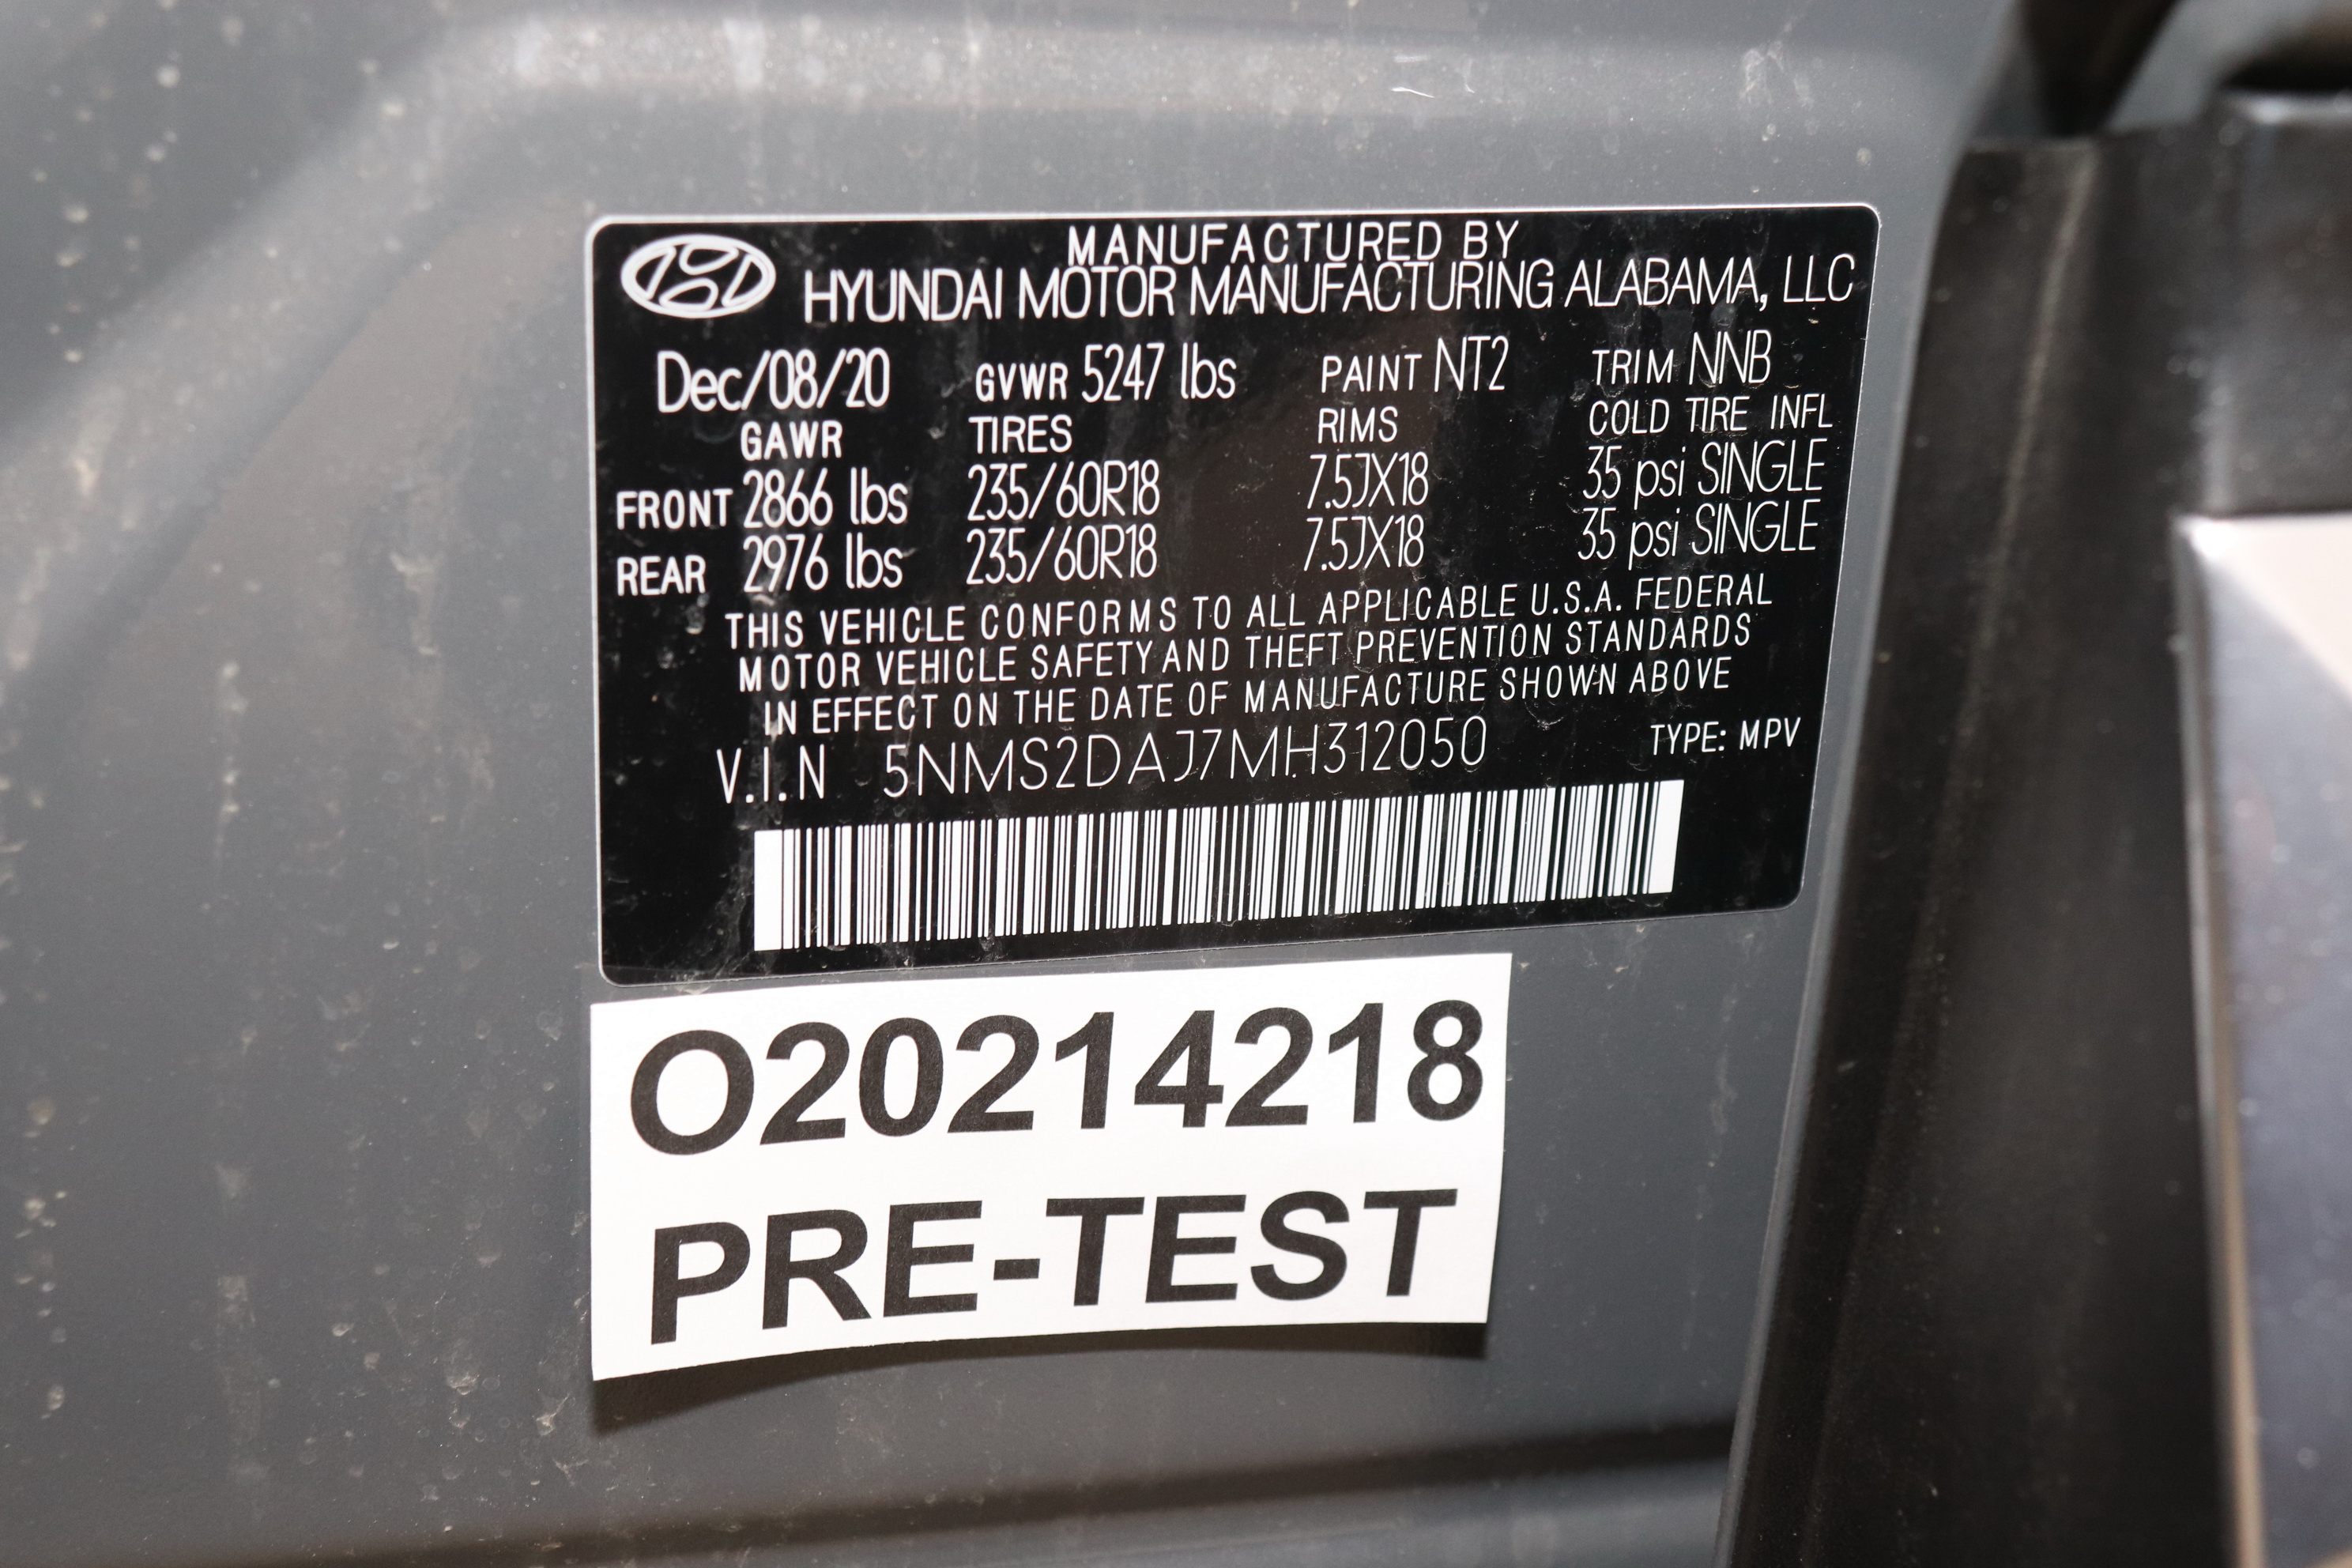 MANUFACTURED BY
HYUNDAI MOTOR MANUFACTURING ALABAMA, LLC
Dec/08/20 GVWR 5247 lbs PAINT NT2 TRIM NNB
GAWR TIRES RIMS COLD TIRE INFL
FRONT 2866 lbs 235/60R18 7.5JX18 35 psi SINGLE
REAR 2976 lbs 235/60R18 7.5JX18 35 psi SINGLE
THIS VEHICLE CONFORMS TO ALL APPLICABLE U.S.A. FEDERAL
MOTOR VEHICLE SAFETY AND THEFT PREVENTION STANDARDS
IN EFFECT ON THE DATE OF MANUFACTURE SHOWN ABOVE
V.I.N 5NMS2DAJ7MH312050 TYPE: MPV
O20214218
PRE-TEST